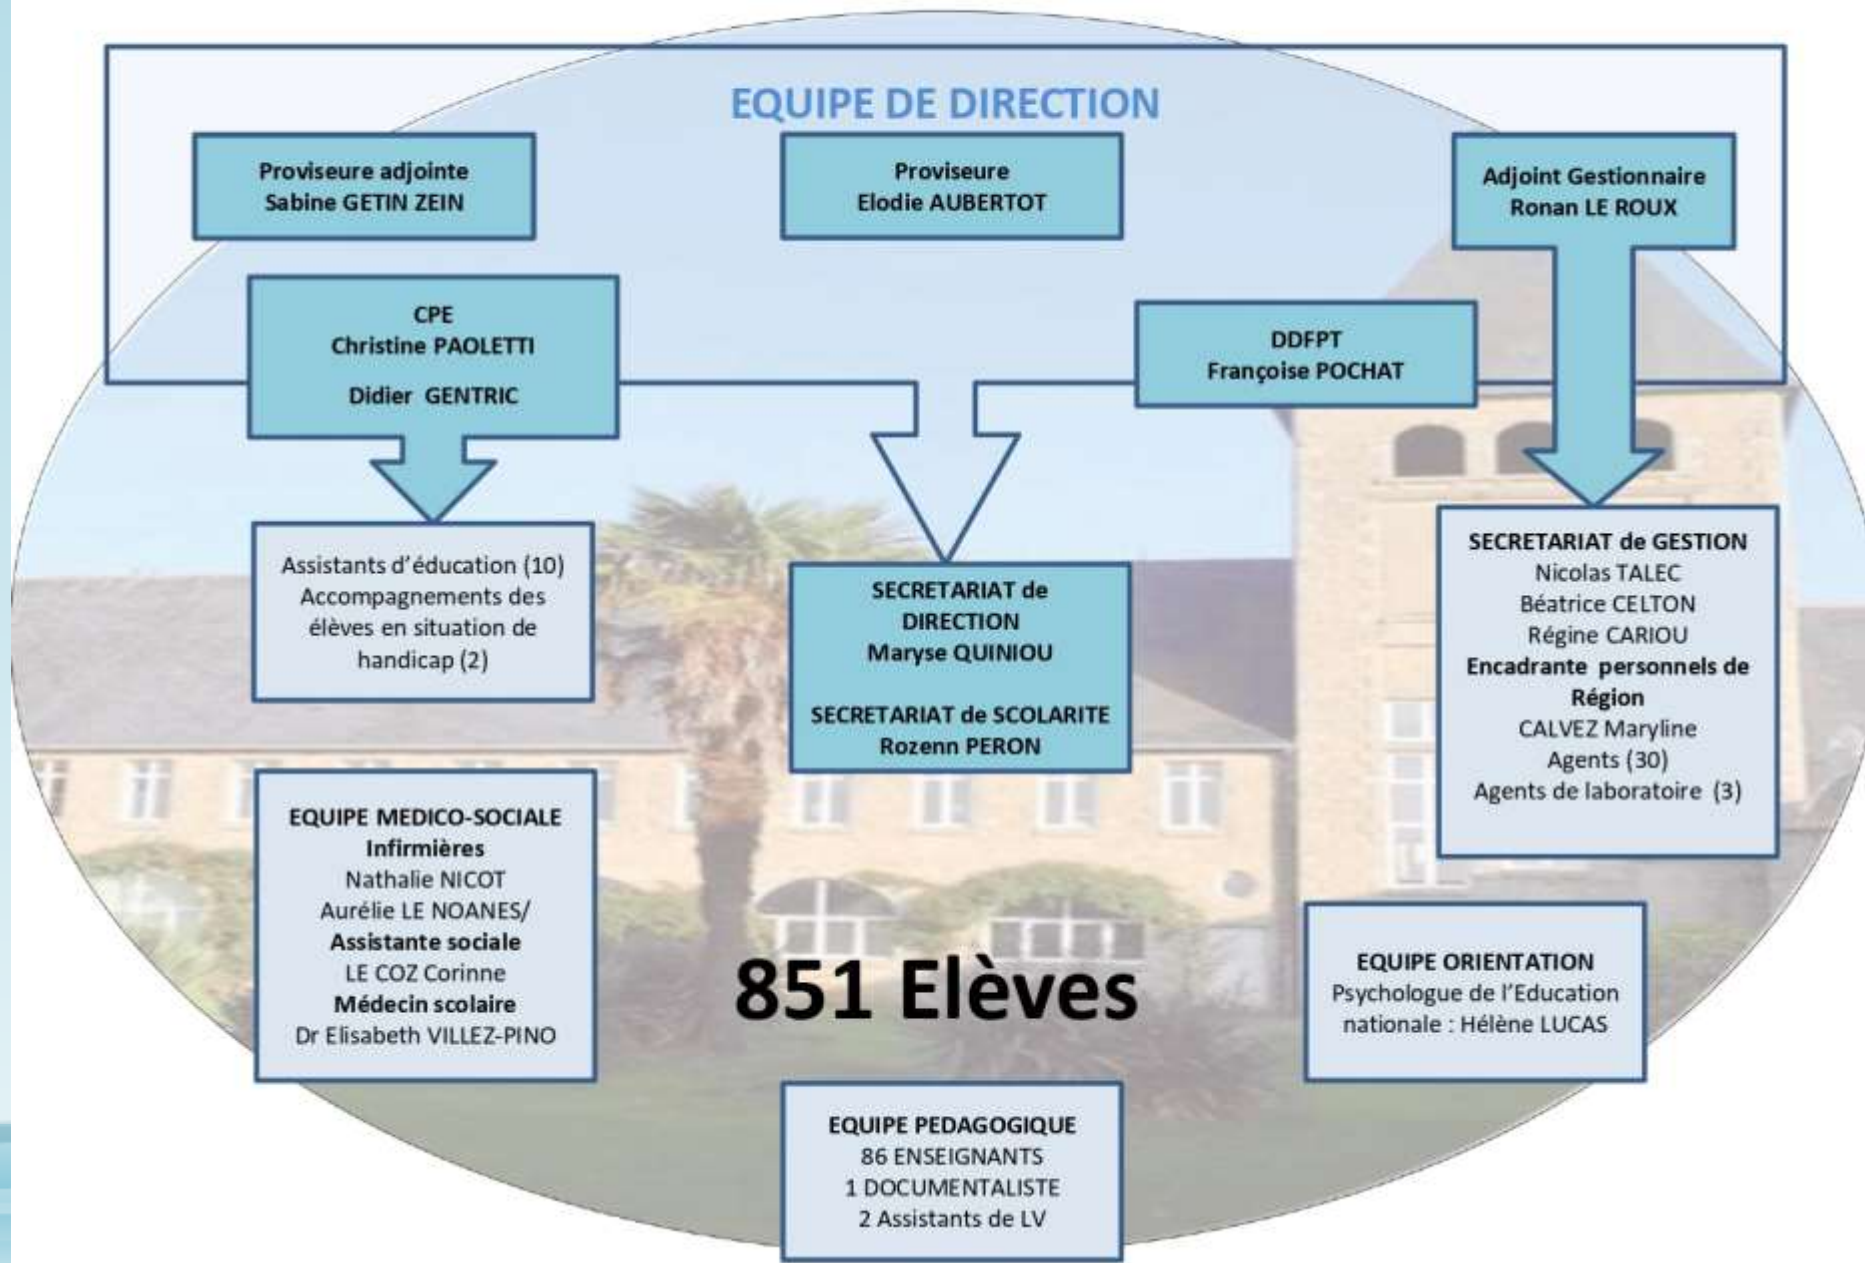 EQUIPE DE DIRECTION
Proviseure adjointe
Sabine GETIN ZEIN
Proviseure
Elodie AUBERTOT
Adjoint Gestionnaire
Ronan LE ROUX
CPE
Christine PAOLETTI
Didier GENTRIC
DDFPT
Françoise POCHAT
Assistants d'éducation (10)
Accompagnements des
élèves en situation de
handicap (2)
SECRETARIAT de
DIRECTION
Maryse QUINIOU
SECRETARIAT de SCOLARITE
Rozenn PERON
SECRETARIAT de GESTION
Nicolas TALEC
Béatrice CELTON
Régine CARIOU
Encadrante personnels de
Région
CALVEZ Maryline
Agents (30)
Agents de laboratoire (3)
EQUIPE MEDICO-SOCIALE
Infirmières
Nathalie NICOT
Aurélie LE NOANES/
Assistante sociale
LE COZ Corinne
Médecin scolaire
Dr Elisabeth VILLEZ-PINO
851 Elèves
EQUIPE ORIENTATION
Psychologue de l'Education
nationale : Hélène LUCAS
EQUIPE PEDAGOGIQUE
86 ENSEIGNANTS
1 DOCUMENTALISTE
2 Assistants de LV